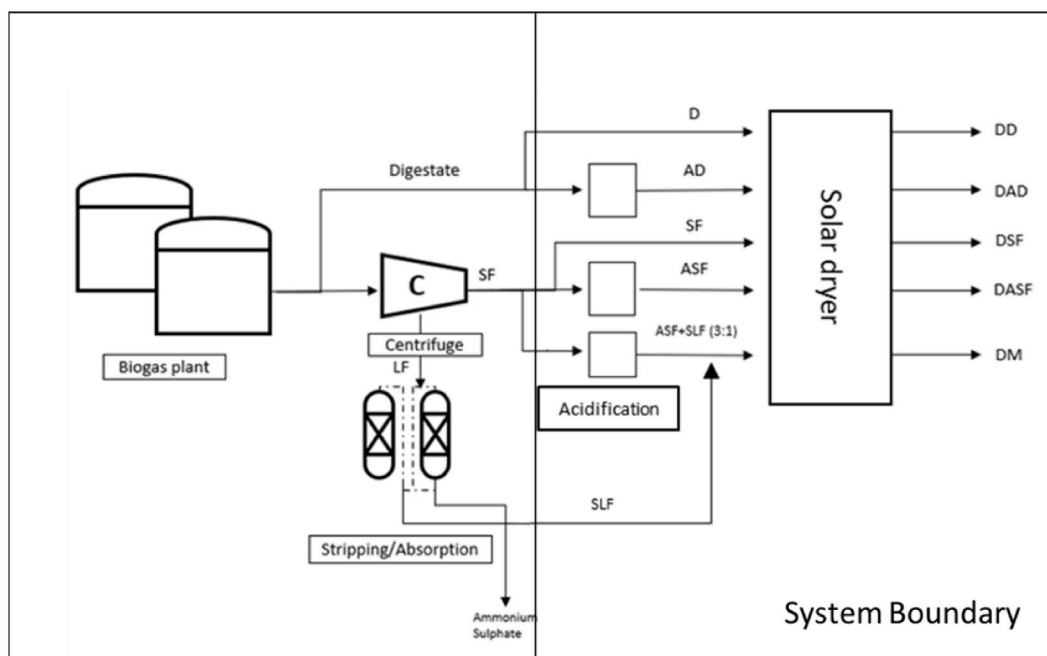 D
DD
Digestate
AD
DAD
SF
DSF
C
SF
ASF
DASF
Solar dryer
Centrifuge
ASF+SLF (3:1)
DM
Biogas plant
LF
Acidification
SLF
Stripping/Absorption
Ammonium
Sulphate
System Boundary